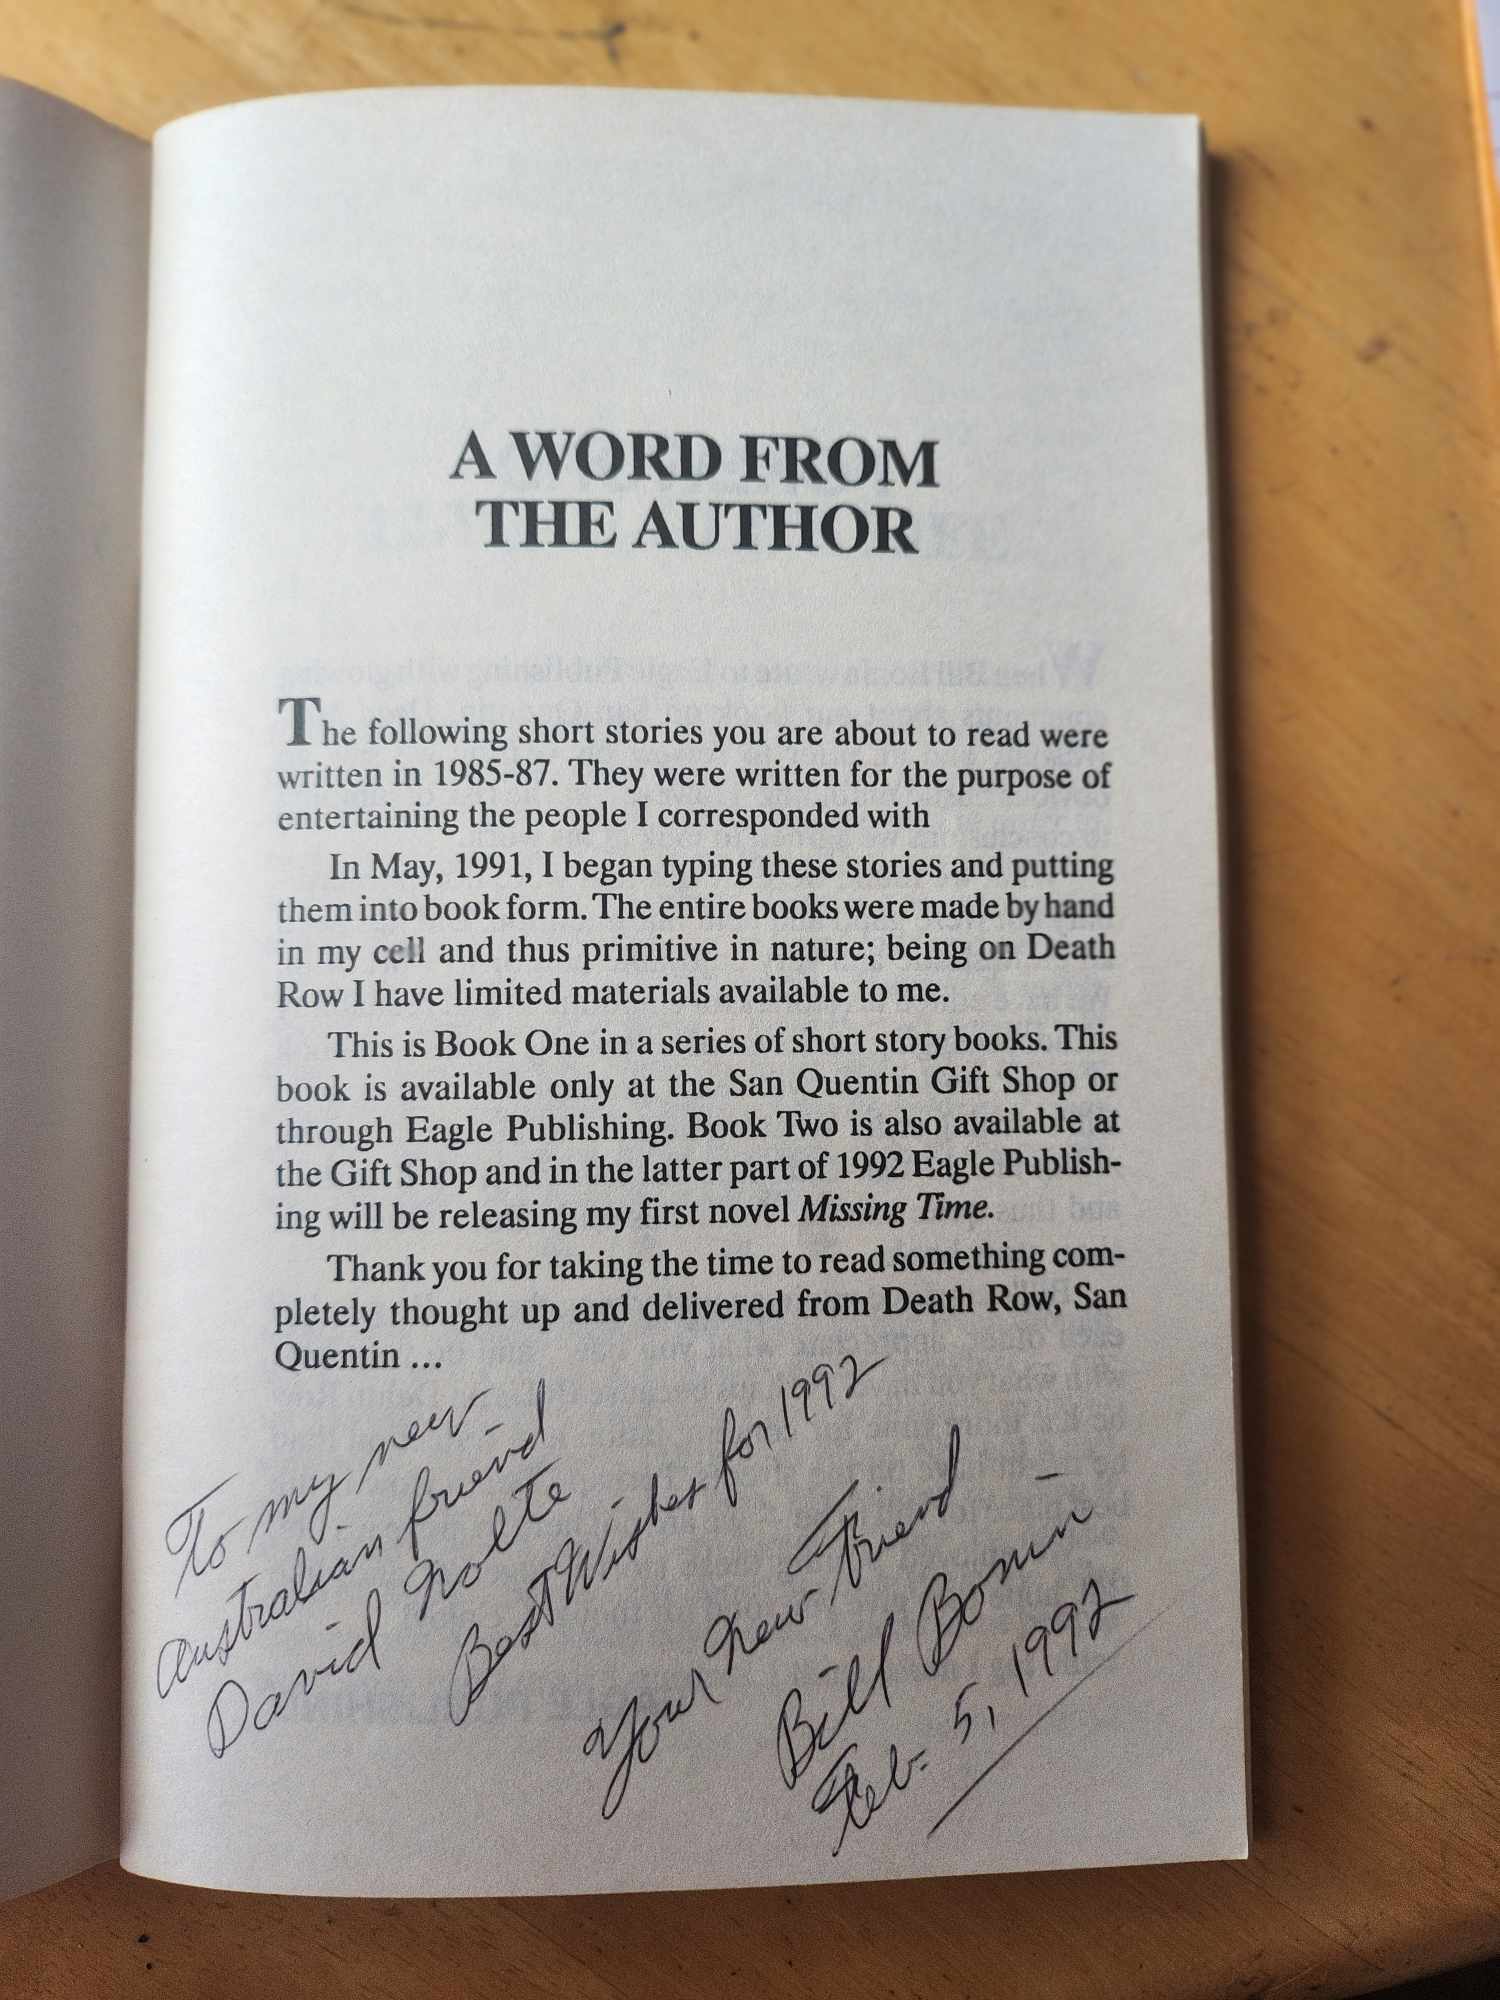 A WORD FROM
THE AUTHOR
The following short stories you are about to read were
written in 1985-87. They were written for the purpose of
entertaining the people I corresponded with
In May, 1991, I began typing these stories and putting
them into book form. The entire books were made by hand
in my cell and thus primitive in nature; being on Death
Row I have limited materials available to me.
This is Book One in a series of short story books. This
book is available only at the San Quentin Gift Shop or
through Eagle Publishing. Book Two is also available at
the Gift Shop and in the latter part of 1992 Eagle Publish-
ing will be releasing my first novel Missing Time.
Thank you for taking the time to read something com-
pletely thought up and delivered from Death Row, San
Quentin ...
To my new
Australian friend
David Nolte
Best Wishes for 1992
Your New Friend
Bill Bonin
Feb. 5, 1992